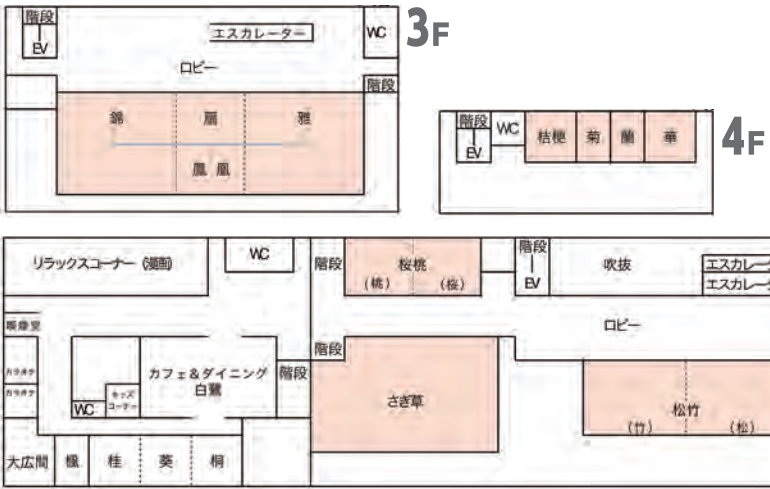 階段
EV
エスカレーター
WC
3F
ロビー
階段
錦
扇
雅
鳳凰
階段
EV
WC
桔梗
菊
蘭
華
4F
リラックスコーナー(漫画)
WC
階段
桜桃
(桃)
(桜)
階段
EV
吹抜
エスカレータ
エスカレータ
ロビー
喫煙室
カラオケ
カラオケ
WC
キッズ
コーナー
カフェ&ダイニング
白鷺
階段
階段
さぎ草
松竹
(竹)
(松)
大広間
楓
桂
葵
桐